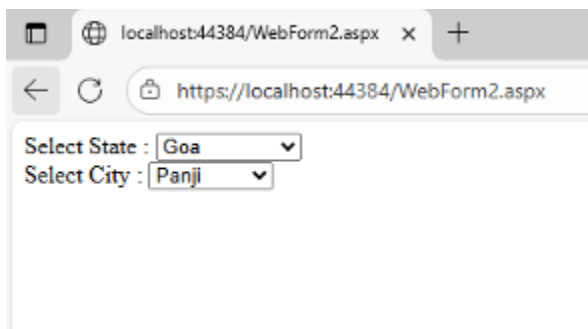 localhost:44384/WebForm2.aspx
https://localhost:44384/WebForm2.aspx
Select State : Goa
Select City : Panji